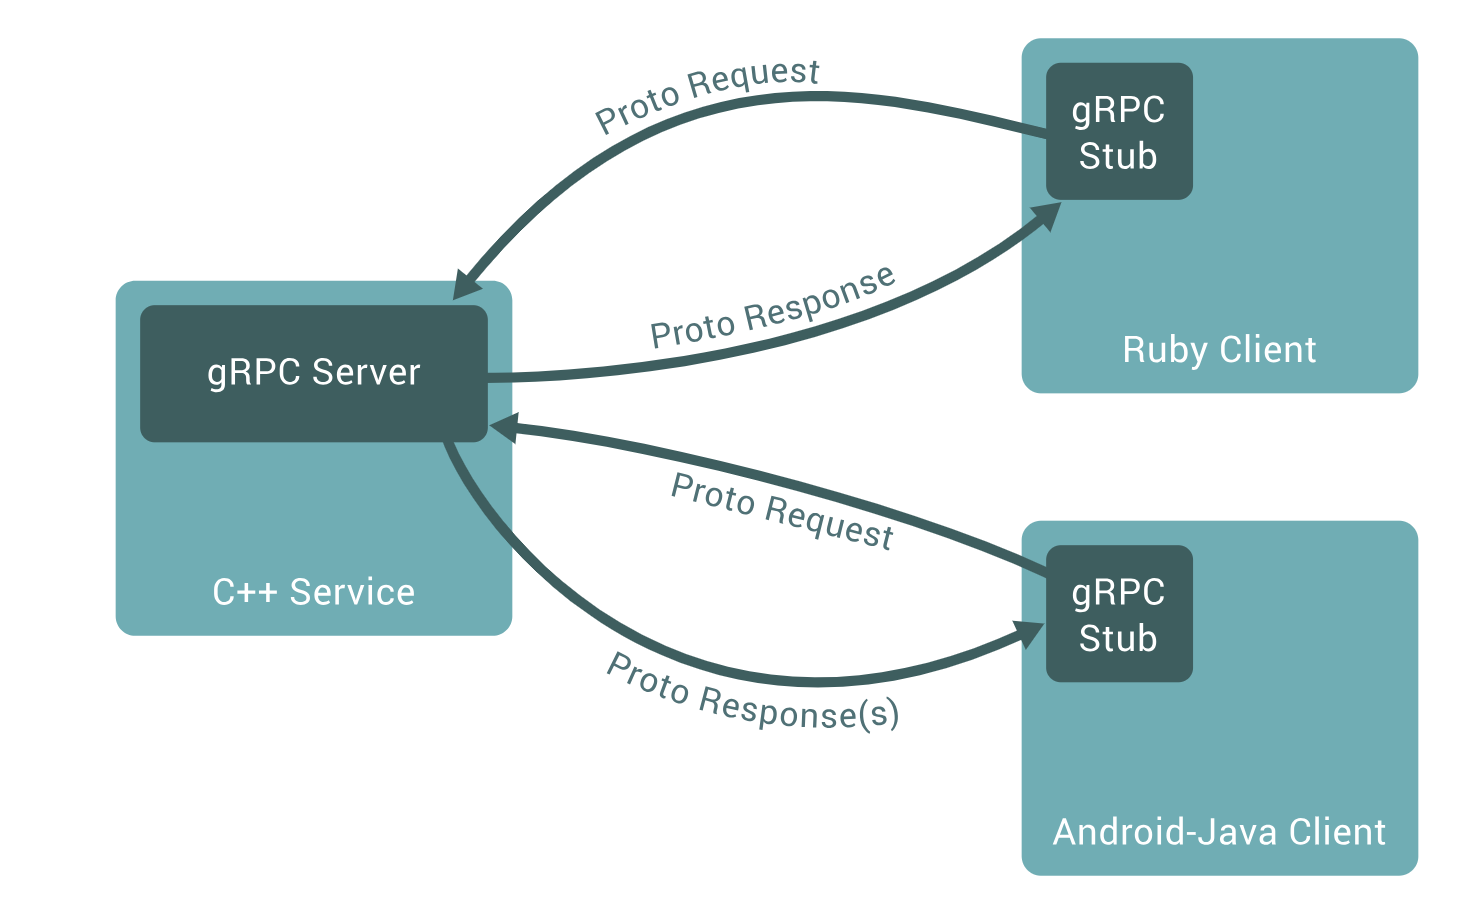 Proto Request
gRPC
Stub
Proto Response
Ruby Client
gRPC Server
C++ Service
Proto Request
gRPC
Stub
Proto Response(s)
Android-Java Client